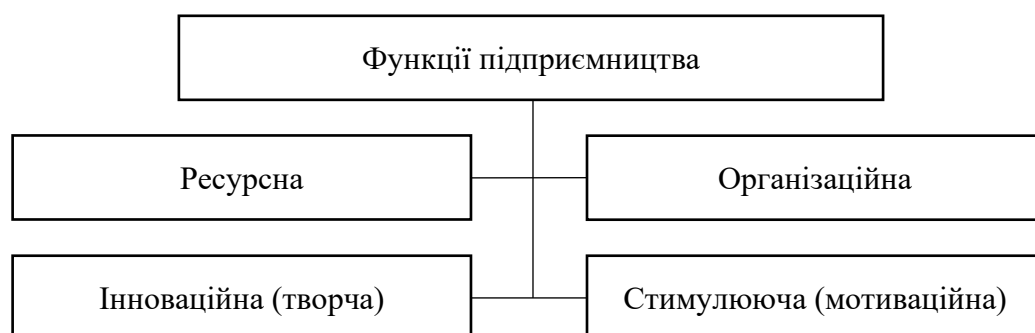 Функції підприємництва
Ресурсна
Організаційна
Інноваційна (творча)
Стимулююча (мотиваційна)